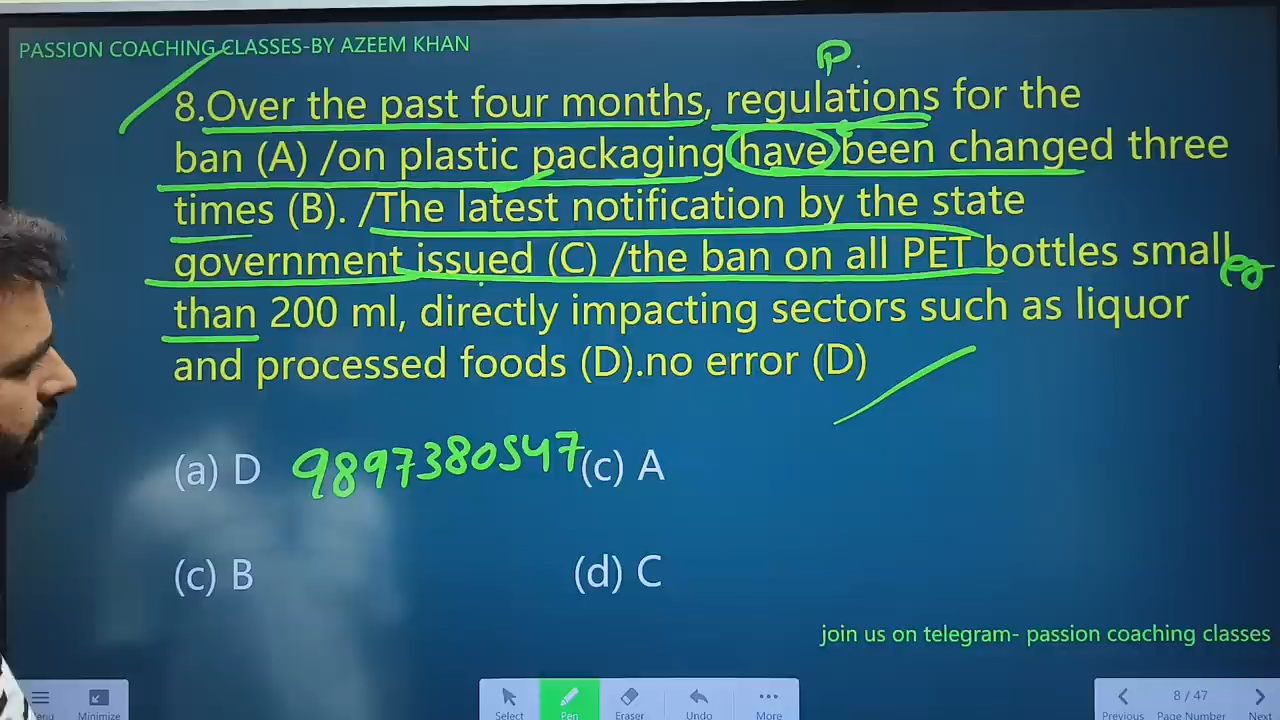 PASSION COACHING CLASSES-BY AZEEM KHAN
P.
8.Over the past four months, regulations for the
ban (A) /on plastic packaging have been changed three
times (B). /The latest notification by the state
government issued (C) /the ban on all PET bottles small
er
than 200 ml, directly impacting sectors such as liquor
and processed foods (D).no error (D)
(a) D 9897380547 (c) A
(c) B (d) C
join us on telegram- passion coaching classes
Menu Minimize Select Pen Eraser Undo More Previous 8 / 47 Page Number Next